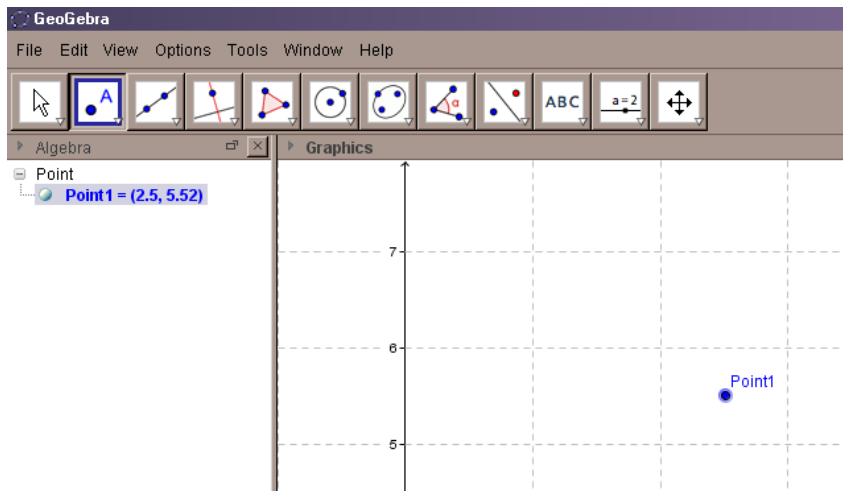 GeoGebra
File Edit View Options Tools Window Help
A α ABC a=2
Algebra
Graphics
Point
Point1 = (2.5, 5.52)
7
6
Point1
5